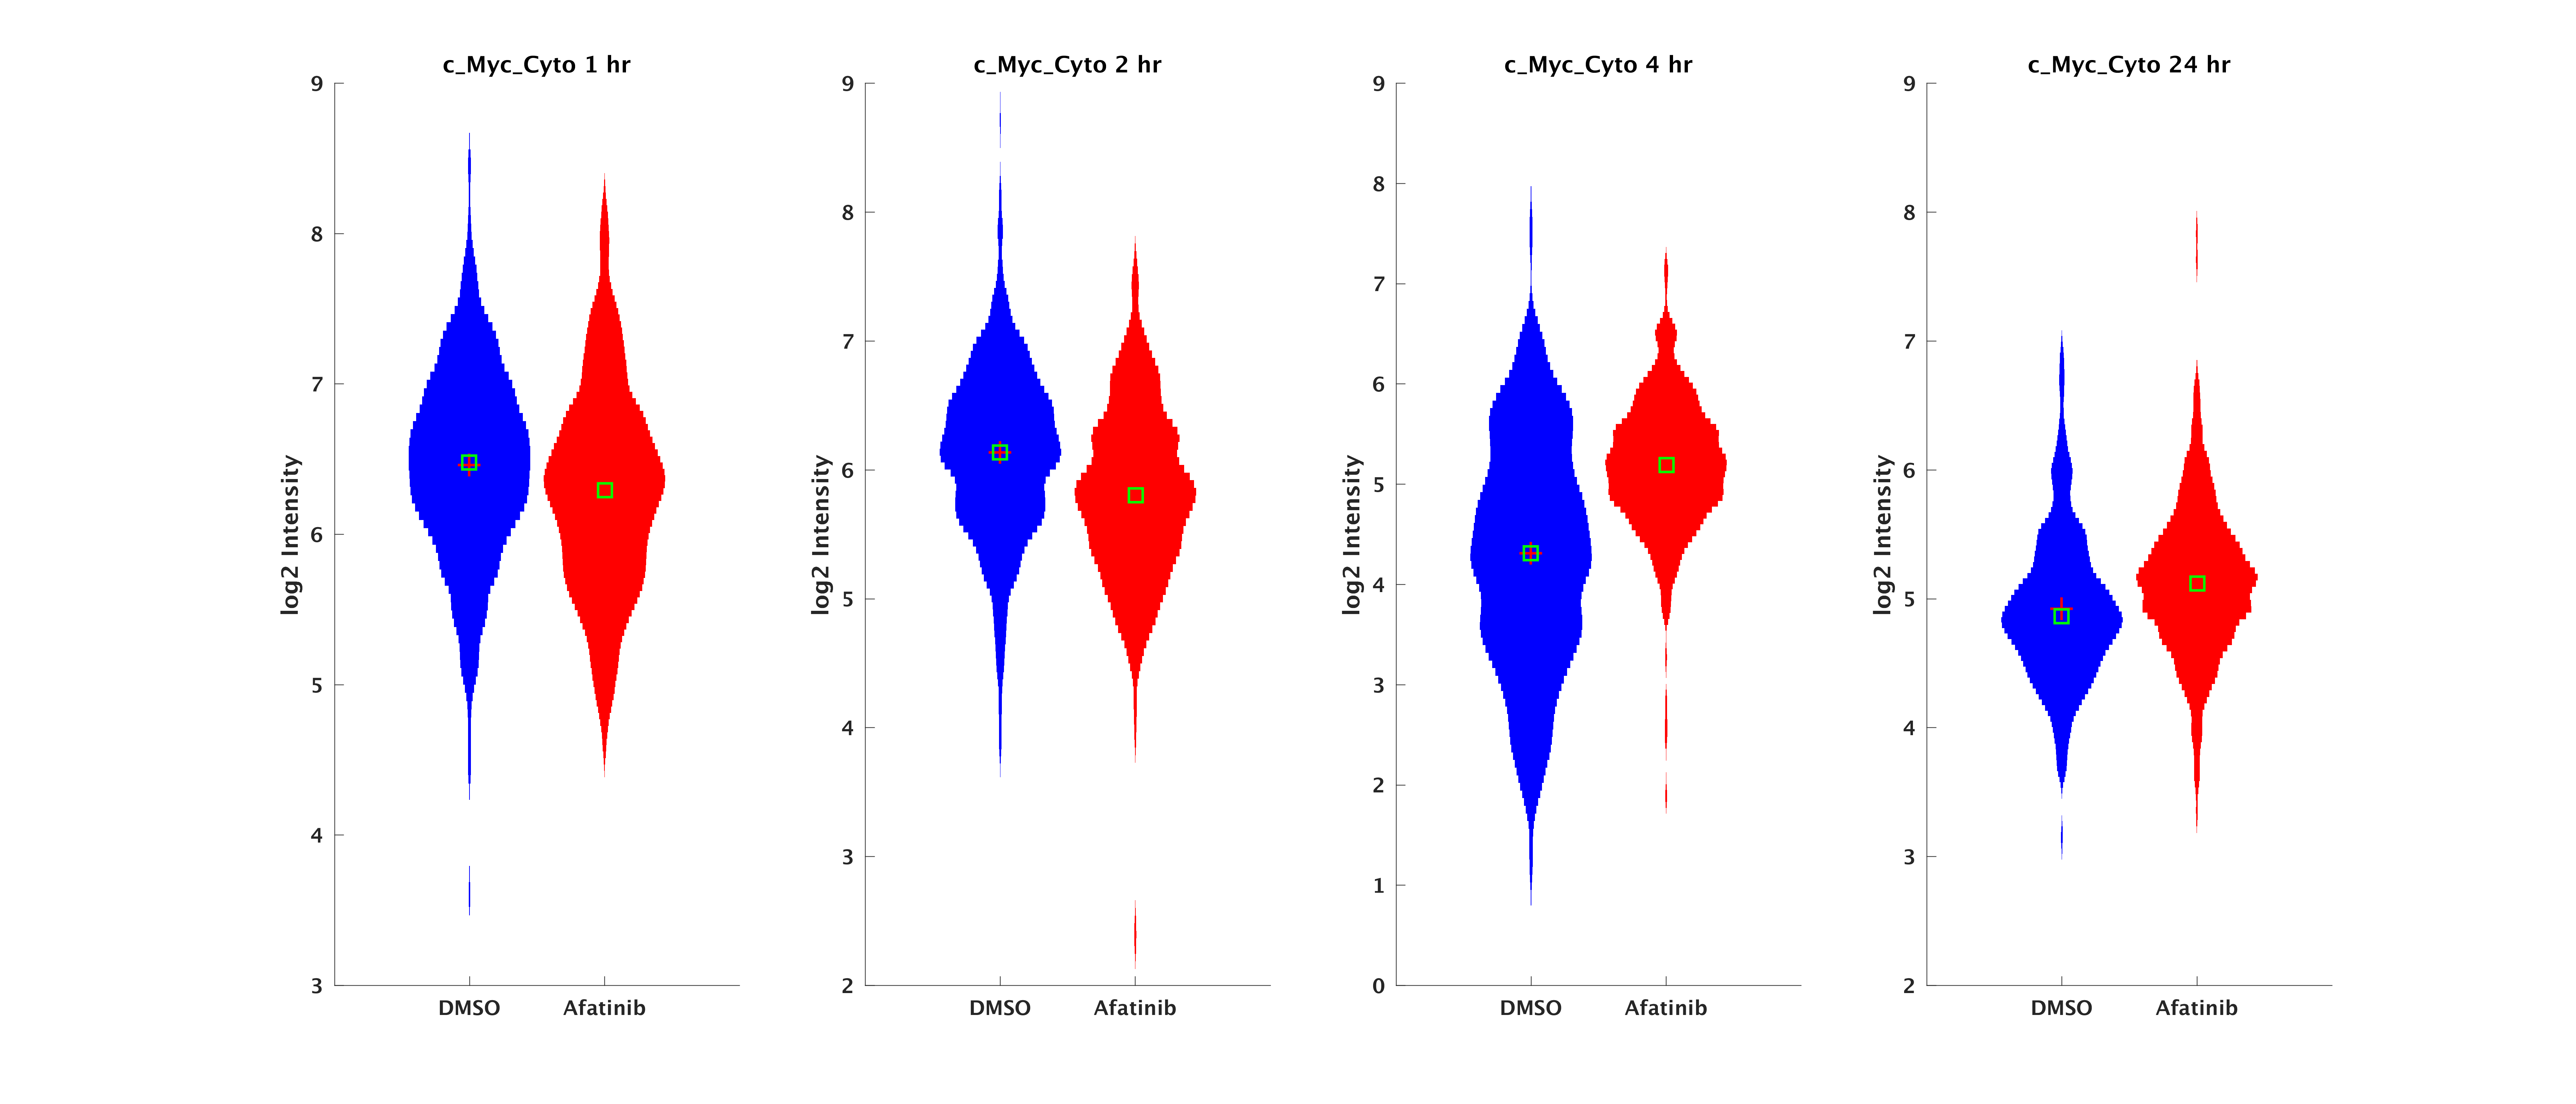 c_Myc_Cyto 1 hr
log2 Intensity
9
8
7
6
5
4
3
DMSO
Afatinib
c_Myc_Cyto 2 hr
log2 Intensity
9
8
7
6
5
4
3
2
DMSO
Afatinib
c_Myc_Cyto 4 hr
log2 Intensity
9
8
7
6
5
4
3
2
1
0
DMSO
Afatinib
c_Myc_Cyto 24 hr
log2 Intensity
9
8
7
6
5
4
3
2
DMSO
Afatinib